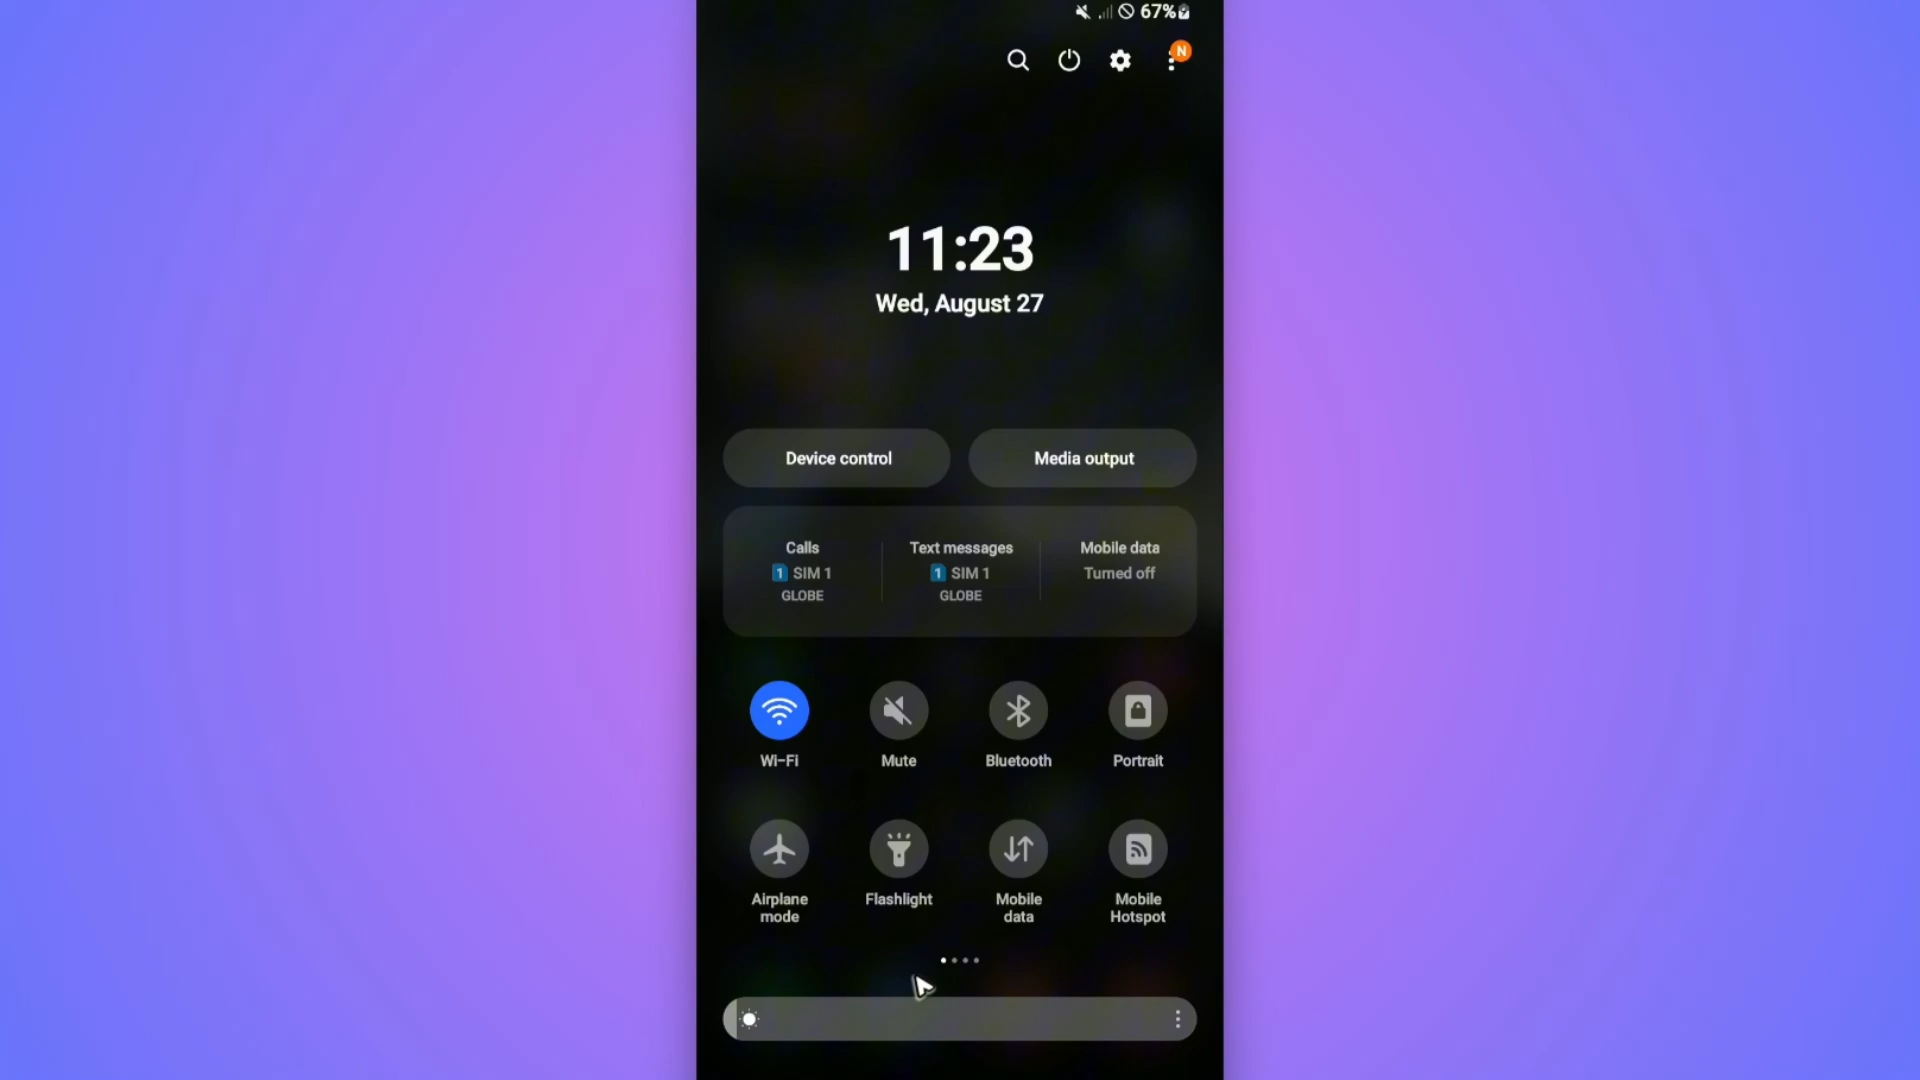 67%
N
11:23
Wed, August 27
Device control
Media output
Calls
1 SIM 1
GLOBE
Text messages
1 SIM 1
GLOBE
Mobile data
Turned off
Wi-Fi
Mute
Bluetooth
Portrait
Airplane
mode
Flashlight
Mobile
data
Mobile
Hotspot